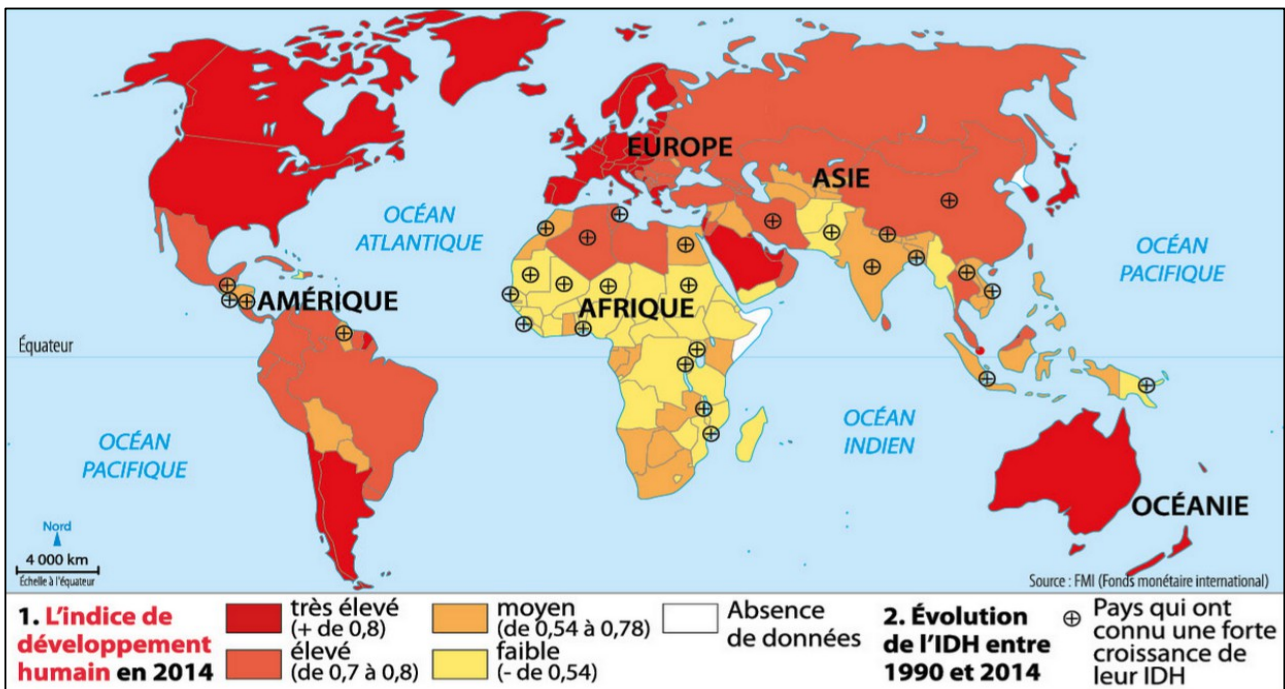 EUROPE
ASIE
OCÉAN
ATLANTIQUE
OCÉAN
PACIFIQUE
AMÉRIQUE
AFRIQUE
Équateur
OCÉAN
PACIFIQUE
OCÉAN
INDIEN
OCÉANIE
Nord
4 000 km
Échelle à l'équateur
Source : FMI (Fonds monétaire international)
1. L'indice de
développement
humain en 2014
très élevé
(+ de 0,8)
élevé
(de 0,7 à 0,8)
moyen
(de 0,54 à 0,78)
faible
(- de 0,54)
Absence
de données
2. Évolution
de l'IDH entre
1990 et 2014
Pays qui ont
connu une forte
croissance de
leur IDH